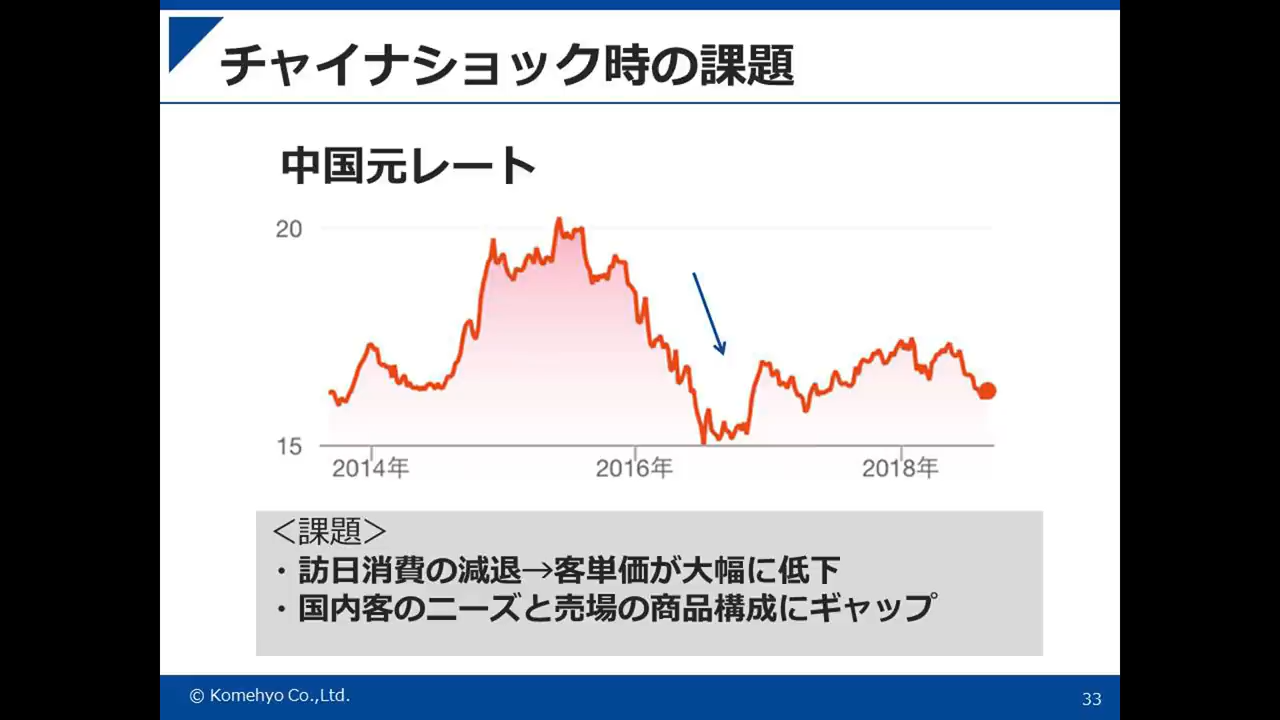 チャイナショック時の課題
中国元レート
20
15
2014年
2016年
2018年
＜課題＞
・訪日消費の減退→客単価が大幅に低下
・国内客のニーズと売場の商品構成にギャップ
© Komehyo Co.,Ltd.
33